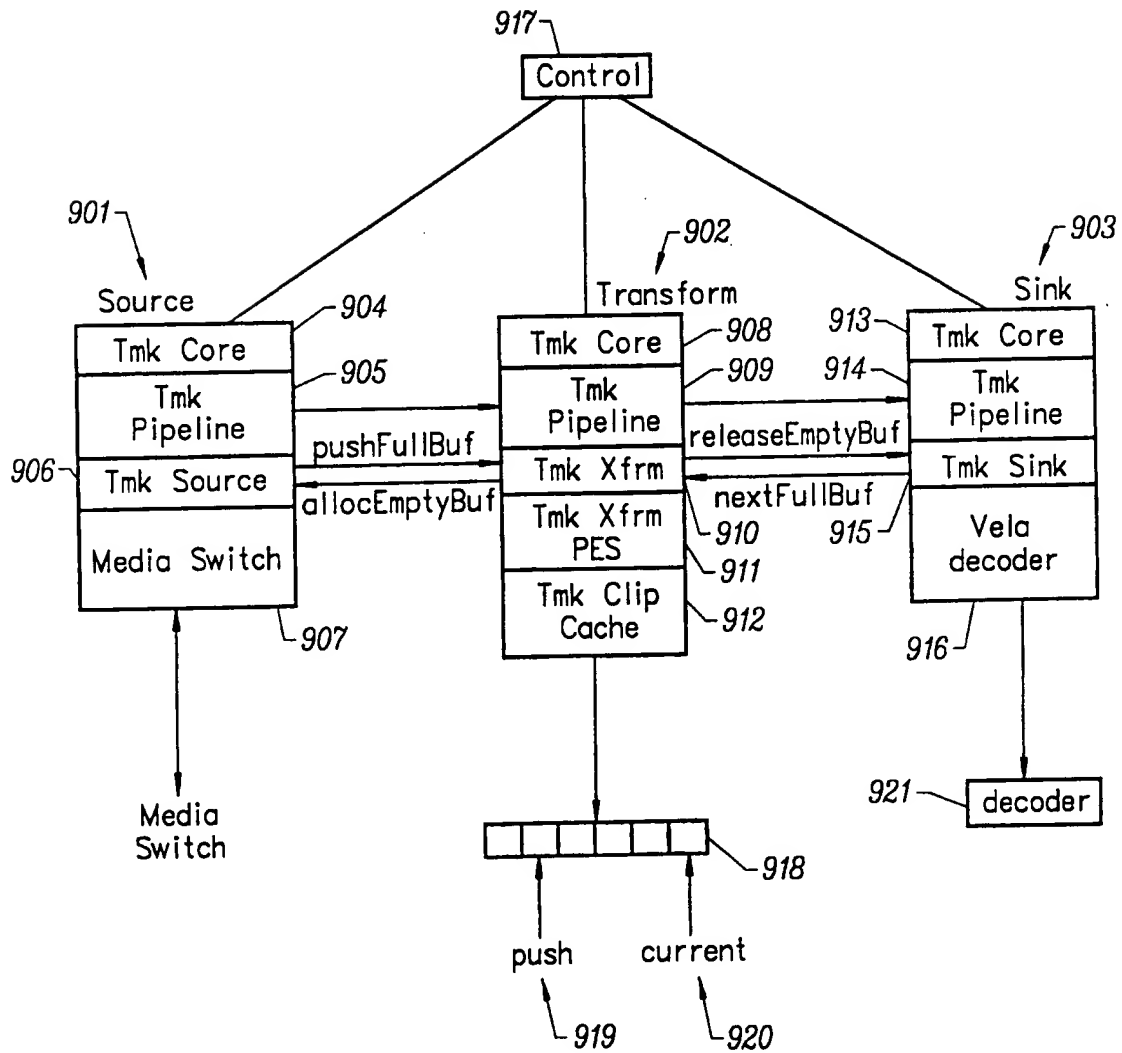 917
Control
901
902
903
Source
Transform
Sink
904
908
913
Tmk Core
Tmk Core
Tmk Core
905
909
914
Tmk
Pipeline
Tmk
Pipeline
Tmk
Pipeline
pushFullBuf
releaseEmptyBuf
906
Tmk Source
Tmk Xfrm
Tmk Sink
allocEmptyBuf
nextFullBuf
910
915
Media Switch
Tmk Xfrm
PES
Vela
decoder
911
Tmk Clip
Cache
912
907
916
Media
Switch
921
decoder
918
push
current
919
920